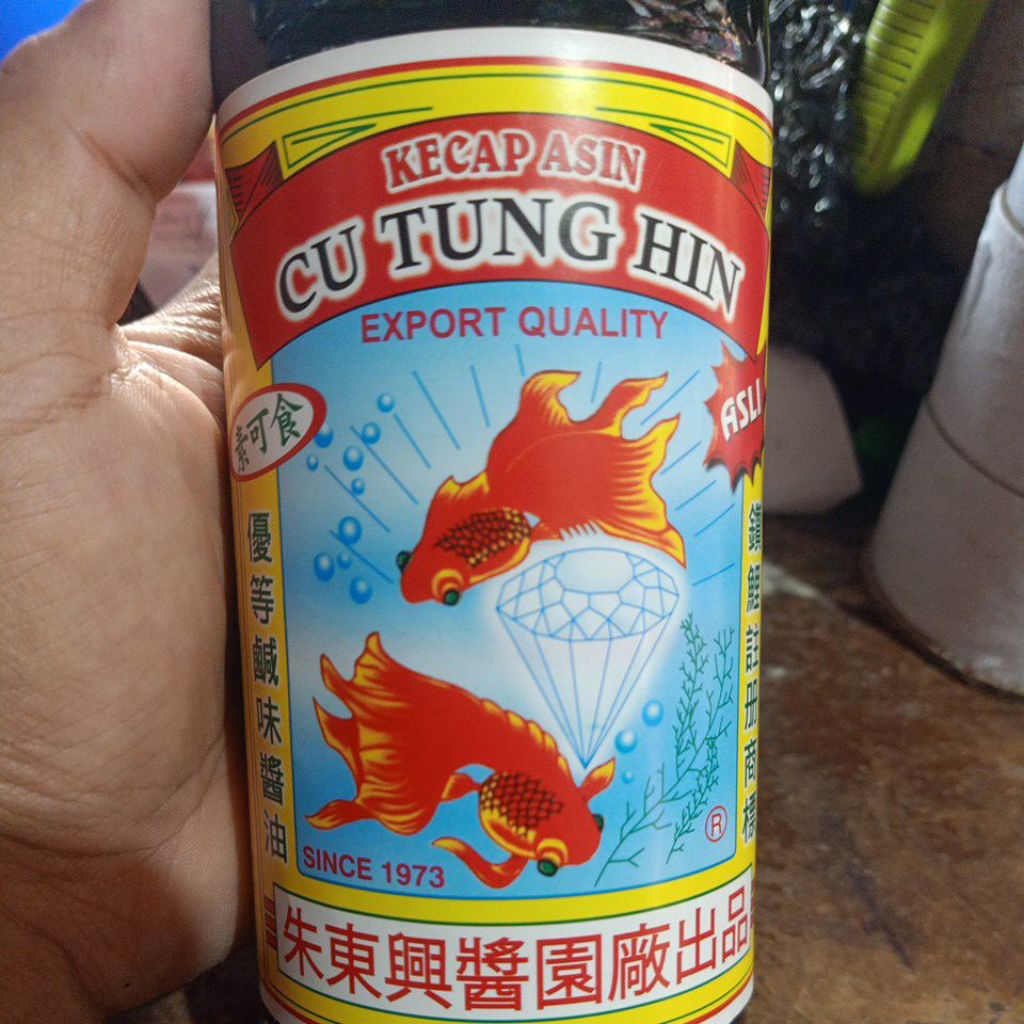 KECAP ASIN
CU TUNG HIN
EXPORT QUALITY
ASLI
素可食
優等鹹味醬油
鑽鯉註册商標
SINCE 1973
®
朱東興醬園廠出品